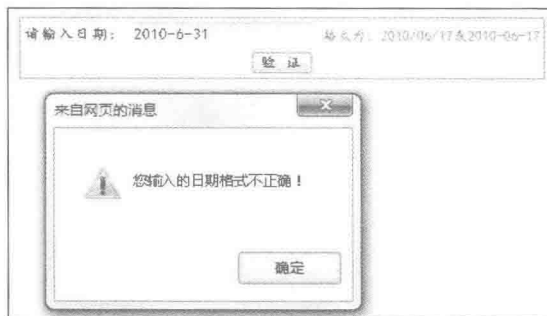 请输入日期： 2010-6-31 格式为：2010/06/17或2010-06-17
验 证
来自网页的消息
您输入的日期格式不正确！
确定